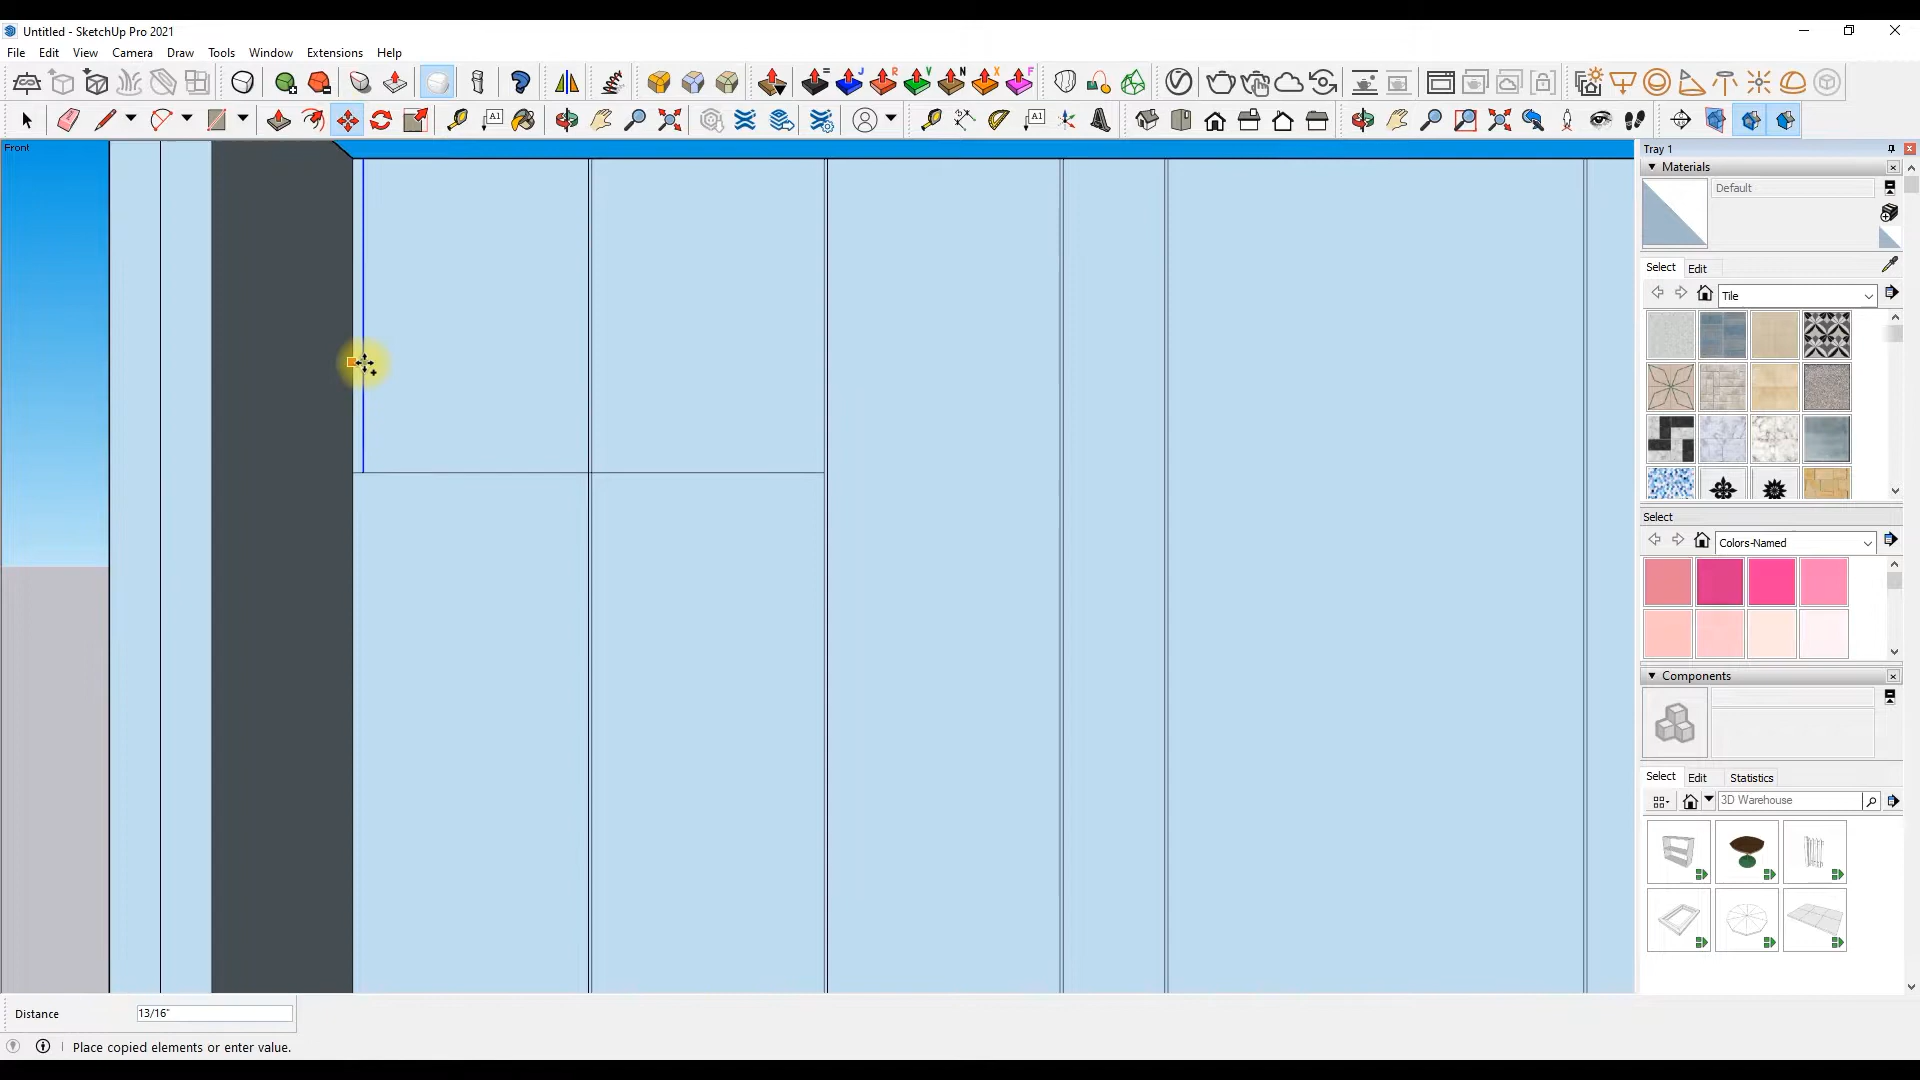 Untitled - SketchUp Pro 2021
File Edit View Camera Draw Tools Window Extensions Help
= J R V N X F
A1 A1
Front
Tray 1
Materials
Default
Select Edit
Tile
Select
Colors-Named
Components
Select Edit Statistics
3D Warehouse
Distance 13/16"
Place copied elements or enter value.